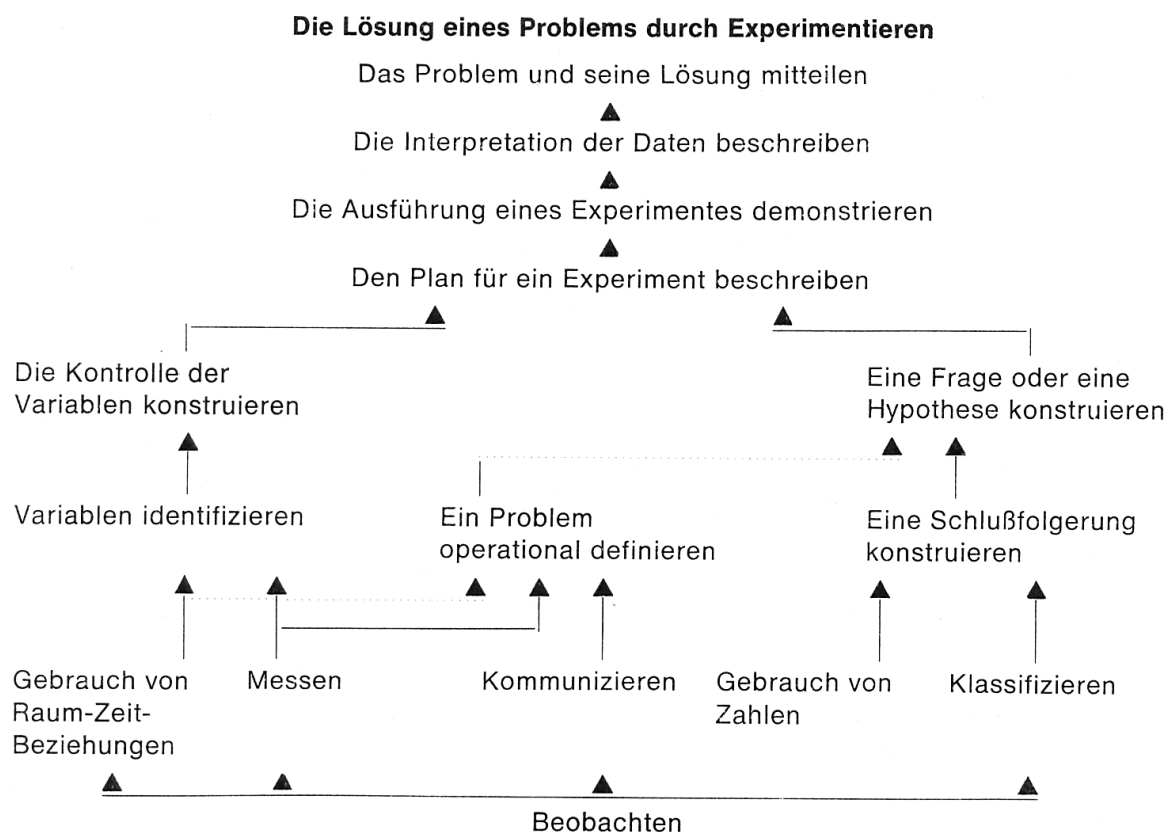 Die Lösung eines Problems durch Experimentieren
Das Problem und seine Lösung mitteilen
Die Interpretation der Daten beschreiben
Die Ausführung eines Experimentes demonstrieren
Den Plan für ein Experiment beschreiben
Die Kontrolle der
Variablen konstruieren
Eine Frage oder eine
Hypothese konstruieren
Variablen identifizieren
Ein Problem
operational definieren
Eine Schlußfolgerung
konstruieren
Gebrauch von
Raum-Zeit-
Beziehungen
Messen
Kommunizieren
Gebrauch von
Zahlen
Klassifizieren
Beobachten